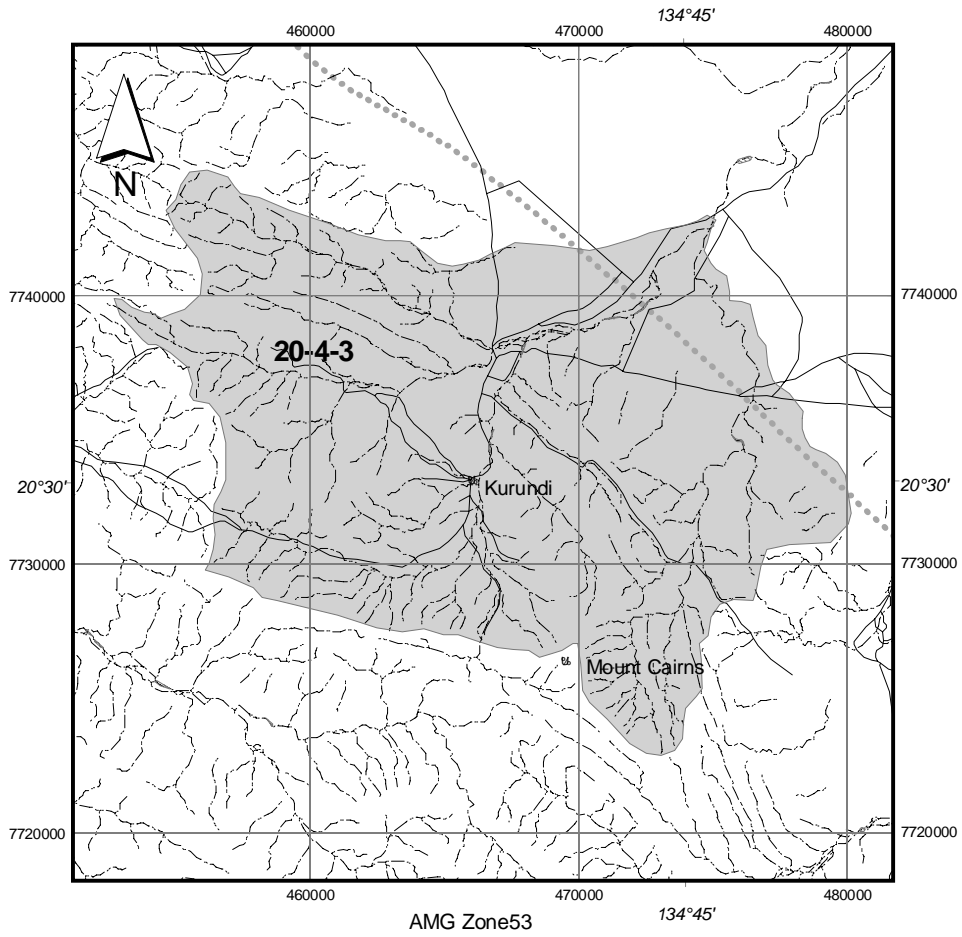 134°45'
460000 470000 480000
N
7740000 7740000
20-4-3
20°30' Kurundi 20°30'
7730000 7730000
Mount Cairns
7720000 7720000
460000 470000 480000
134°45'
AMG Zone53